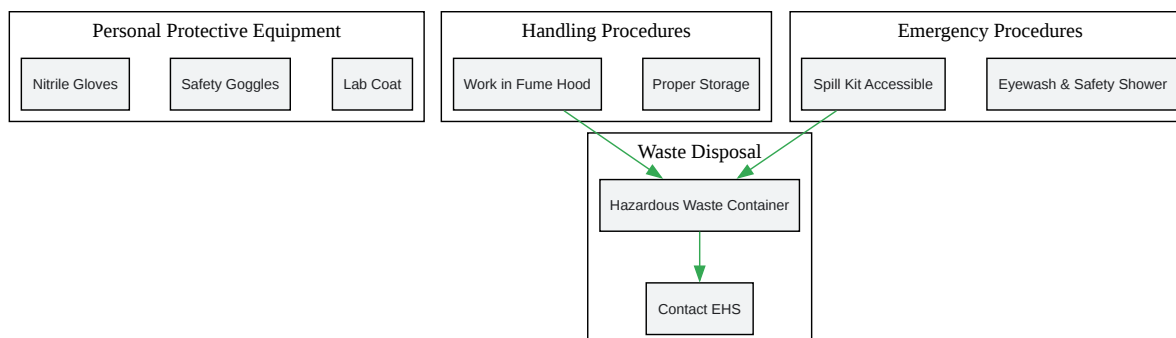 Personal Protective Equipment
Nitrile Gloves
Safety Goggles
Lab Coat
Handling Procedures
Work in Fume Hood
Proper Storage
Emergency Procedures
Spill Kit Accessible
Eyewash & Safety Shower
Waste Disposal
Hazardous Waste Container
Contact EHS